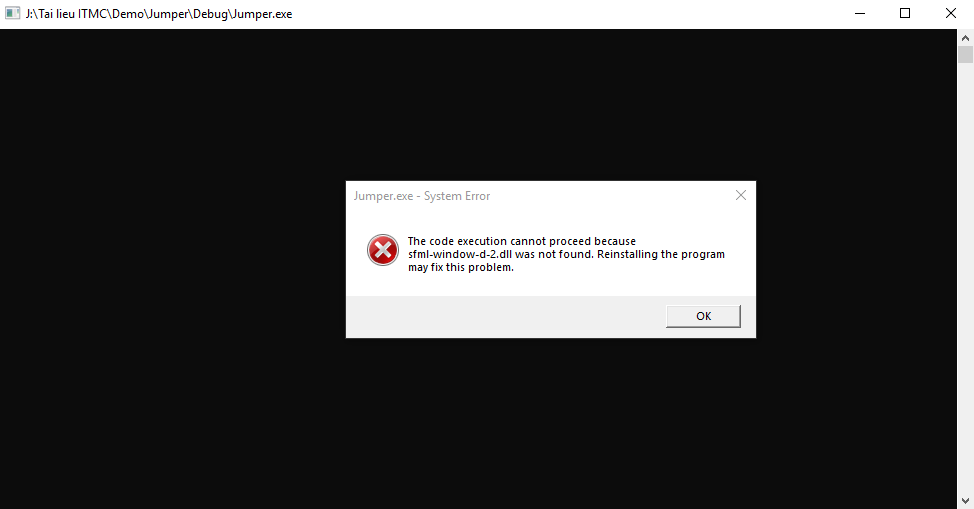 J:\Tai lieu ITMC\Demo\Jumper\Debug\Jumper.exe
Jumper.exe - System Error
The code execution cannot proceed because
sfml-window-d-2.dll was not found. Reinstalling the program
may fix this problem.
OK